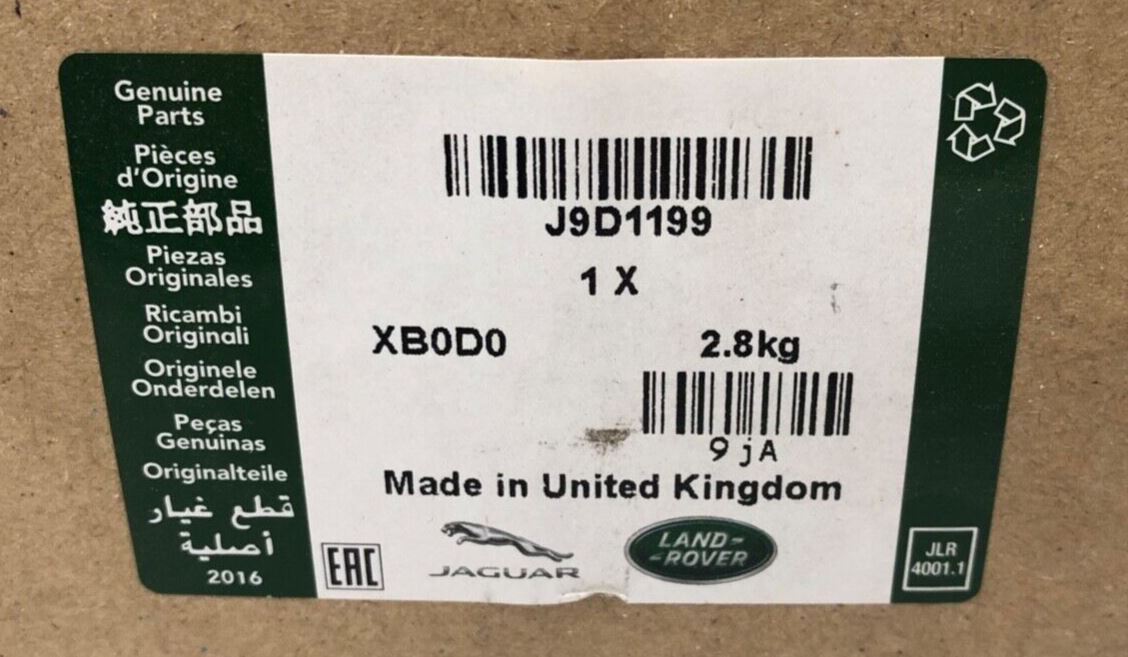 Genuine
Parts
Pièces
d'Origine
純正部品
Piezas
Originales
Ricambi
Originali
Originele
Onderdelen
Peças
Genuinas
Originalteile
قطع غيار
أصلية
2016
J9D1199
1 X
XB0D0
2.8kg
9jA
Made in United Kingdom
EAC
JAGUAR
LAND-
-ROVER
JLR
4001.1